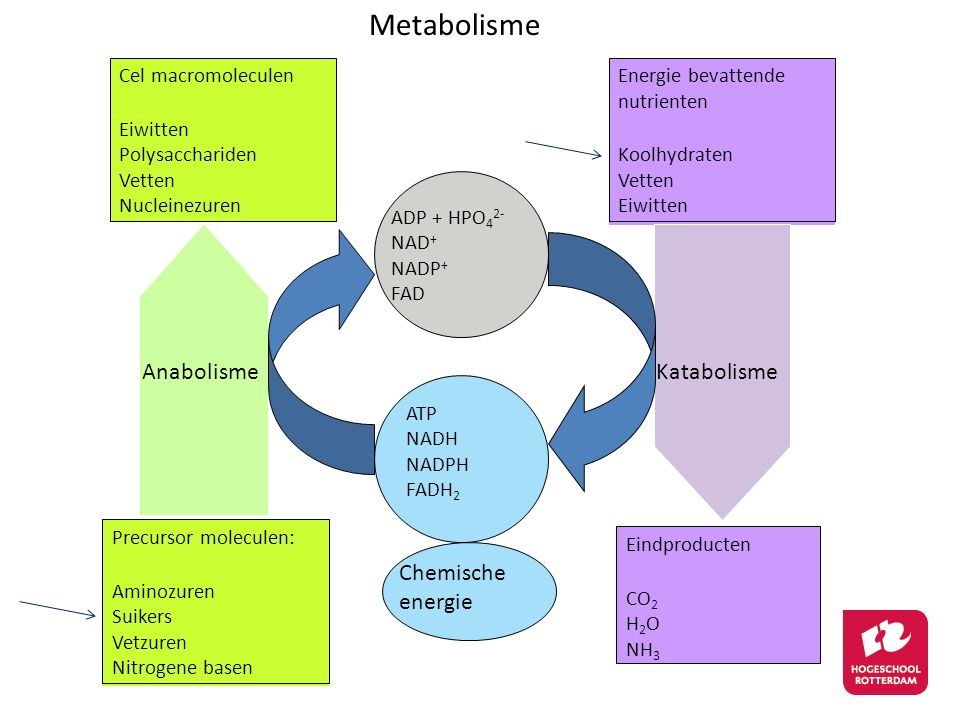 Metabolisme
Cel macromoleculen
Eiwitten
Polysacchariden
Vetten
Nucleinezuren
Energie bevattende
nutrienten
Koolhydraten
Vetten
Eiwitten
ADP + HPO₄²⁻
NAD⁺
NADP⁺
FAD
Anabolisme
Katabolisme
ATP
NADH
NADPH
FADH₂
Precursor moleculen:
Aminozuren
Suikers
Vetzuren
Nitrogene basen
Chemische
energie
Eindproducten
CO₂
H₂O
NH₃
HOGESCHOOL
ROTTERDAM